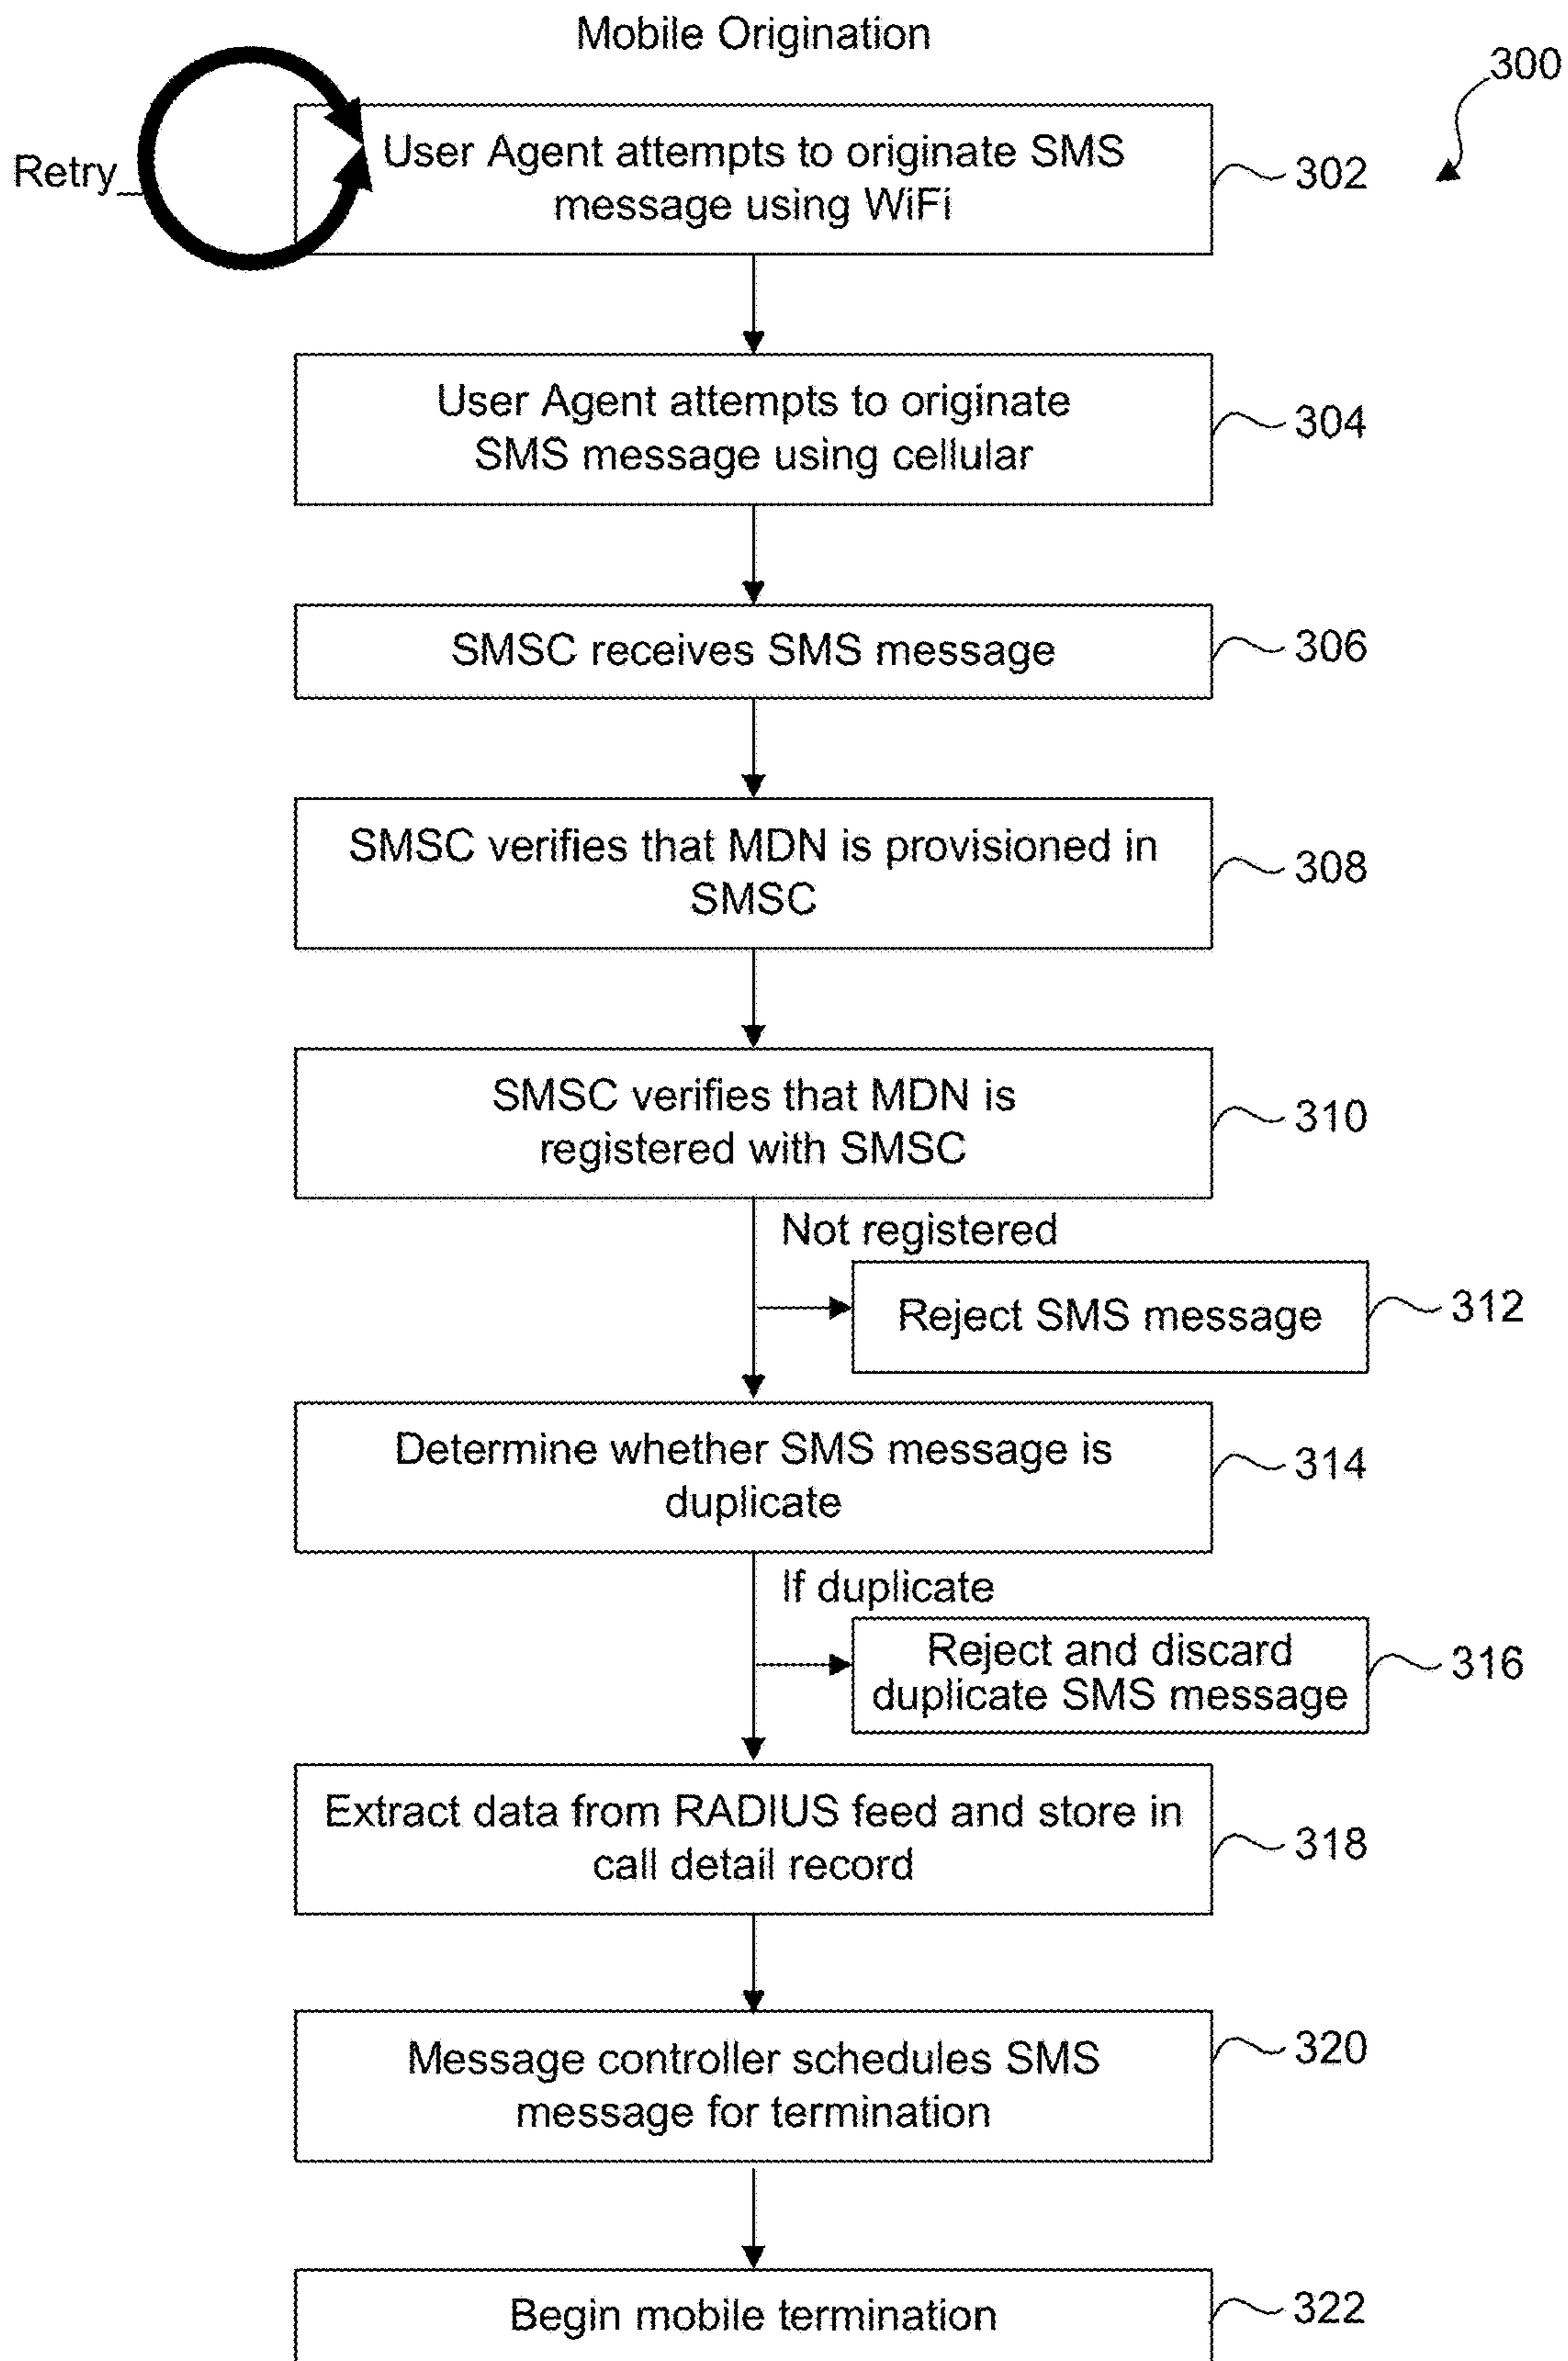 Mobile Origination
300
Retry
User Agent attempts to originate SMS
message using WiFi
302
User Agent attempts to originate
SMS message using cellular
304
SMSC receives SMS message
306
SMSC verifies that MDN is provisioned in
SMSC
308
SMSC verifies that MDN is
registered with SMSC
310
Not registered
Reject SMS message
312
Determine whether SMS message is
duplicate
314
If duplicate
Reject and discard
duplicate SMS message
316
Extract data from RADIUS feed and store in
call detail record
318
Message controller schedules SMS
message for termination
320
Begin mobile termination
322